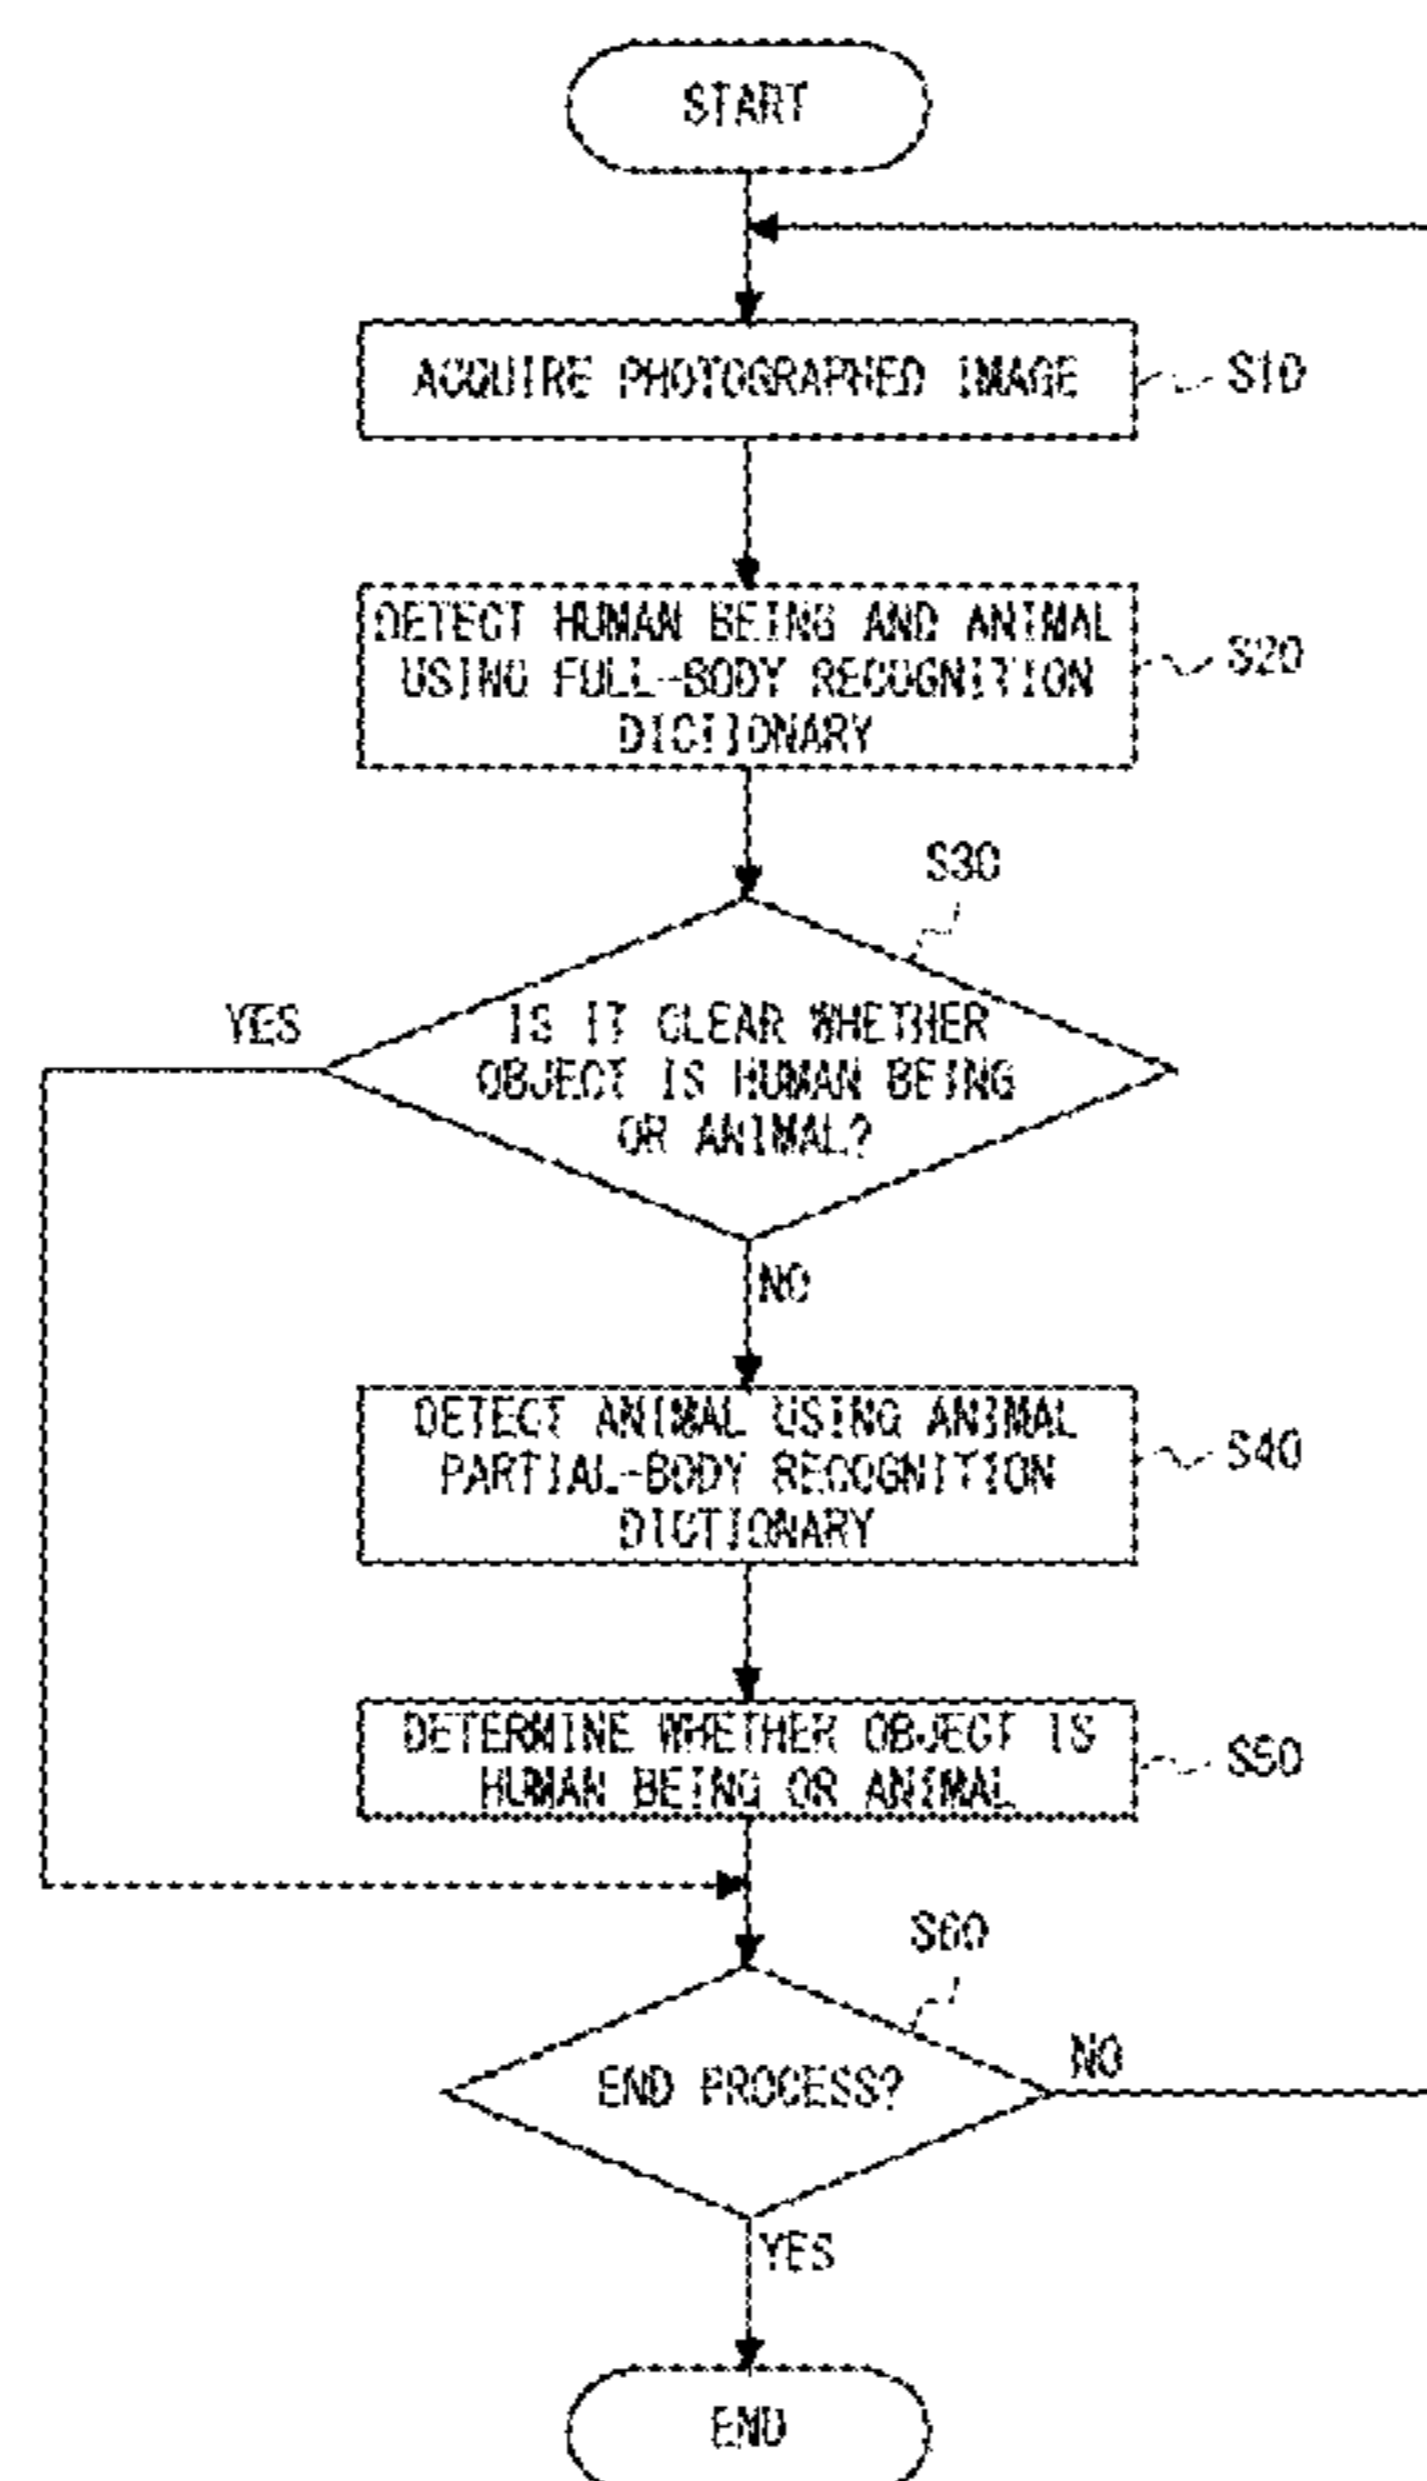 START
ACQUIRE PHOTOGRAPHED IMAGE
S10
DETECT HUMAN BEING AND ANIMAL
USING FULL-BODY RECOGNITION
DICTIONARY
S20
S30
YES
IS IT CLEAR WHETHER
OBJECT IS HUMAN BEING
OR ANIMAL?
NO
DETECT ANIMAL USING ANIMAL
PARTIAL-BODY RECOGNITION
DICTIONARY
S40
DETERMINE WHETHER OBJECT IS
HUMAN BEING OR ANIMAL
S50
S60
END PROCESS?
NO
YES
END